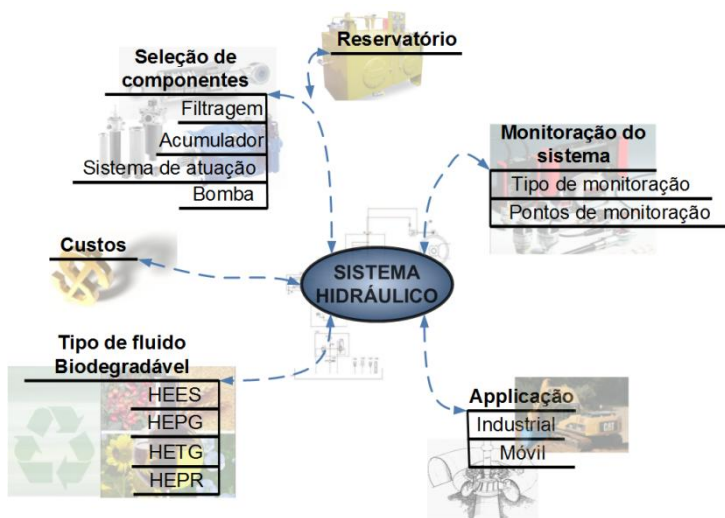 Reservatório
Seleção de
componentes
Filtragem
Acumulador
Sistema de atuação
Bomba
Monitoração do
sistema
Tipo de monitoração
Pontos de monitoração
Custos
SISTEMA
HIDRÁULICO
Tipo de fluido
Biodegradável
HEES
HEPG
HETG
HEPR
Applicação
Industrial
Móvil